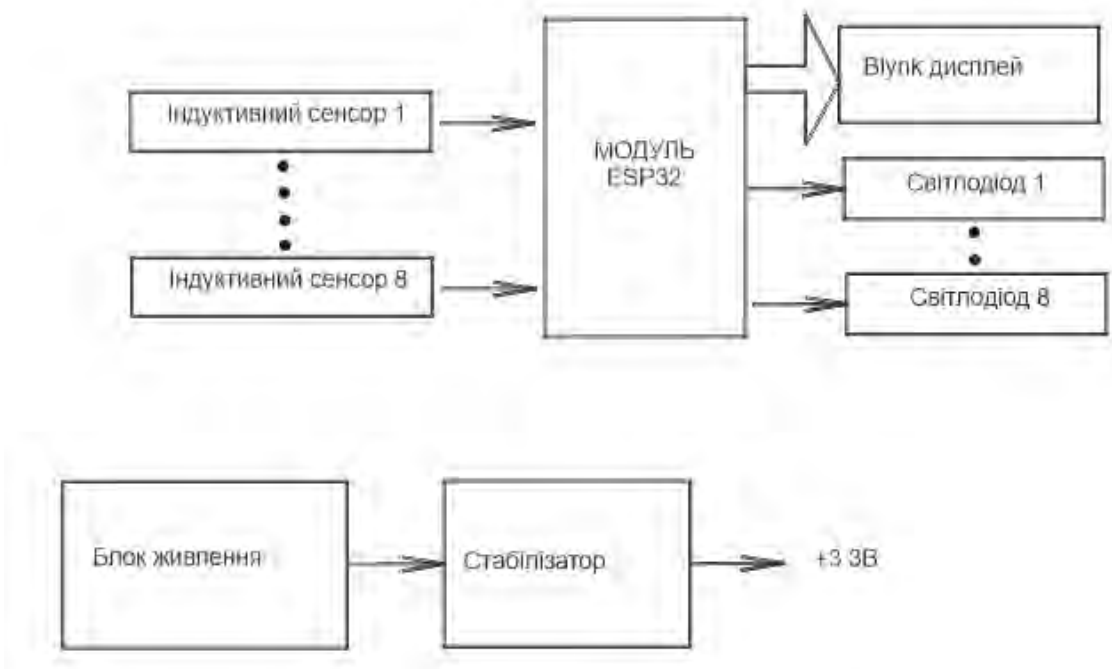 Індуктивний сенсор 1
Індуктивний сенсор 8
МОДУЛЬ
ESP32
Blynk дисплей
Світлодіод 1
Світлодіод 8
Блок живлення
Стабілізатор
+3 3В